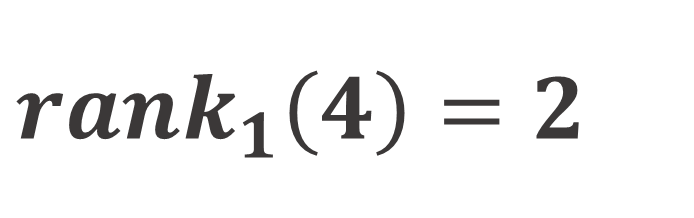 rank₁(4) = 2